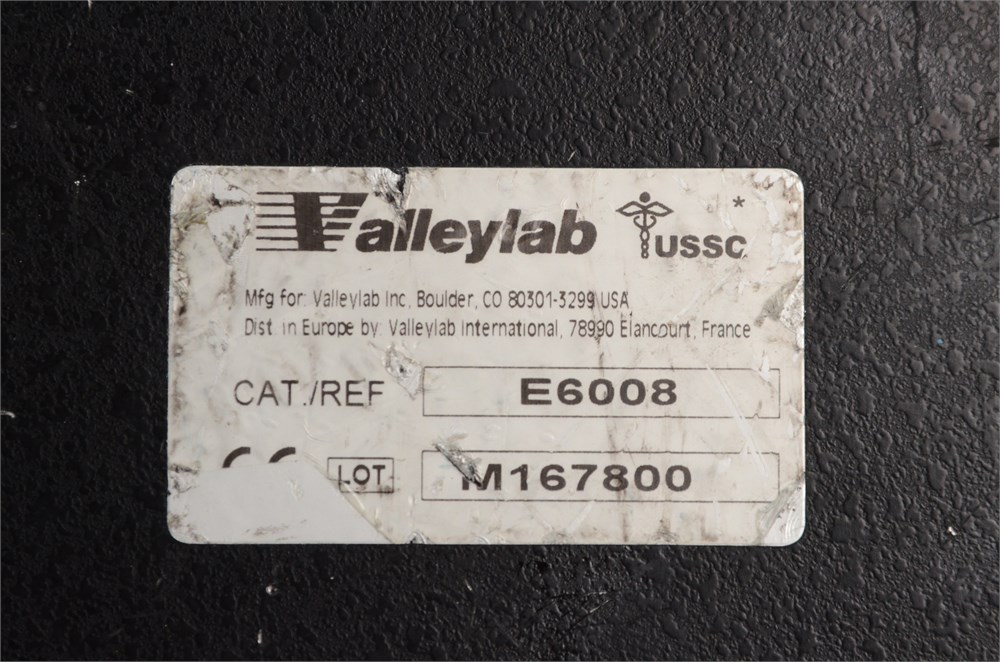 Valleylab USSC*
Mfg for: Valleylab Inc, Boulder, CO 80301-3299 USA
Dist. in Europe by: Valleylab International, 78990 Elancourt, France
CAT./REF E6008
CE LOT M167800